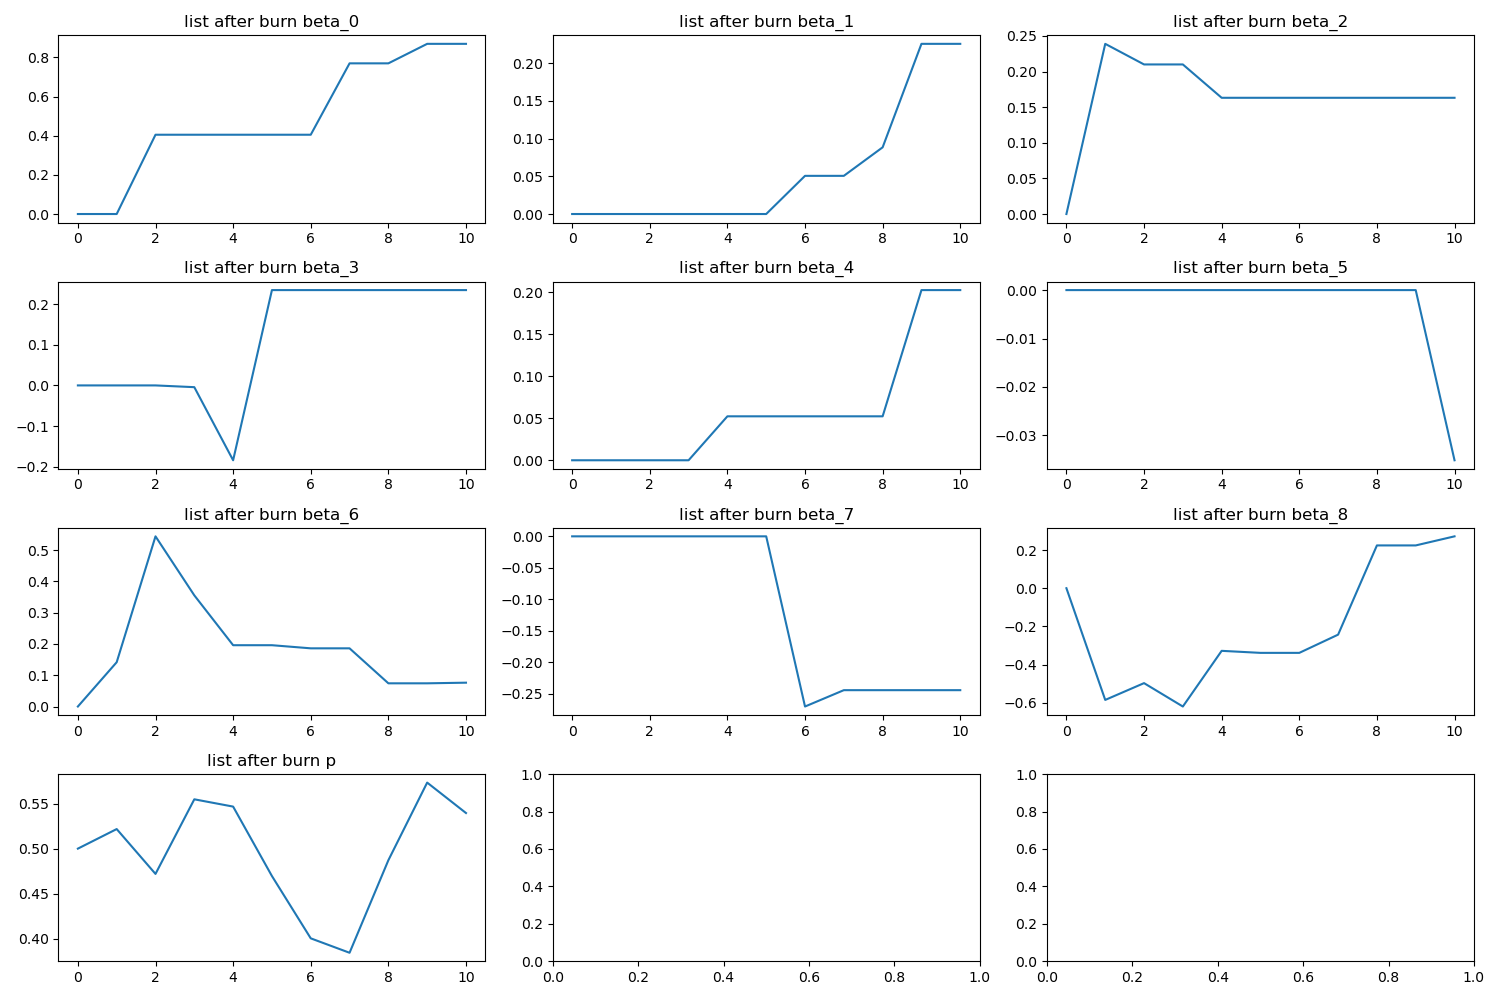 list after burn beta_0
list after burn beta_1
list after burn beta_2
0.8
0.6
0.4
0.2
0.0
0 2 4 6 8 10
0.20
0.15
0.10
0.05
0.00
0 2 4 6 8 10
0.25
0.20
0.15
0.10
0.05
0.00
0 2 4 6 8 10
list after burn beta_3
list after burn beta_4
list after burn beta_5
0.2
0.1
0.0
−0.1
−0.2
0 2 4 6 8 10
0.20
0.15
0.10
0.05
0.00
0 2 4 6 8 10
0.00
−0.01
−0.02
−0.03
0 2 4 6 8 10
list after burn beta_6
list after burn beta_7
list after burn beta_8
0.5
0.4
0.3
0.2
0.1
0.0
0 2 4 6 8 10
0.00
−0.05
−0.10
−0.15
−0.20
−0.25
0 2 4 6 8 10
0.2
0.0
−0.2
−0.4
−0.6
0 2 4 6 8 10
list after burn p
0.55
0.50
0.45
0.40
0 2 4 6 8 10
1.0
0.8
0.6
0.4
0.2
0.0
0.0 0.2 0.4 0.6 0.8 1.0
1.0
0.8
0.6
0.4
0.2
0.0
0.0 0.2 0.4 0.6 0.8 1.0